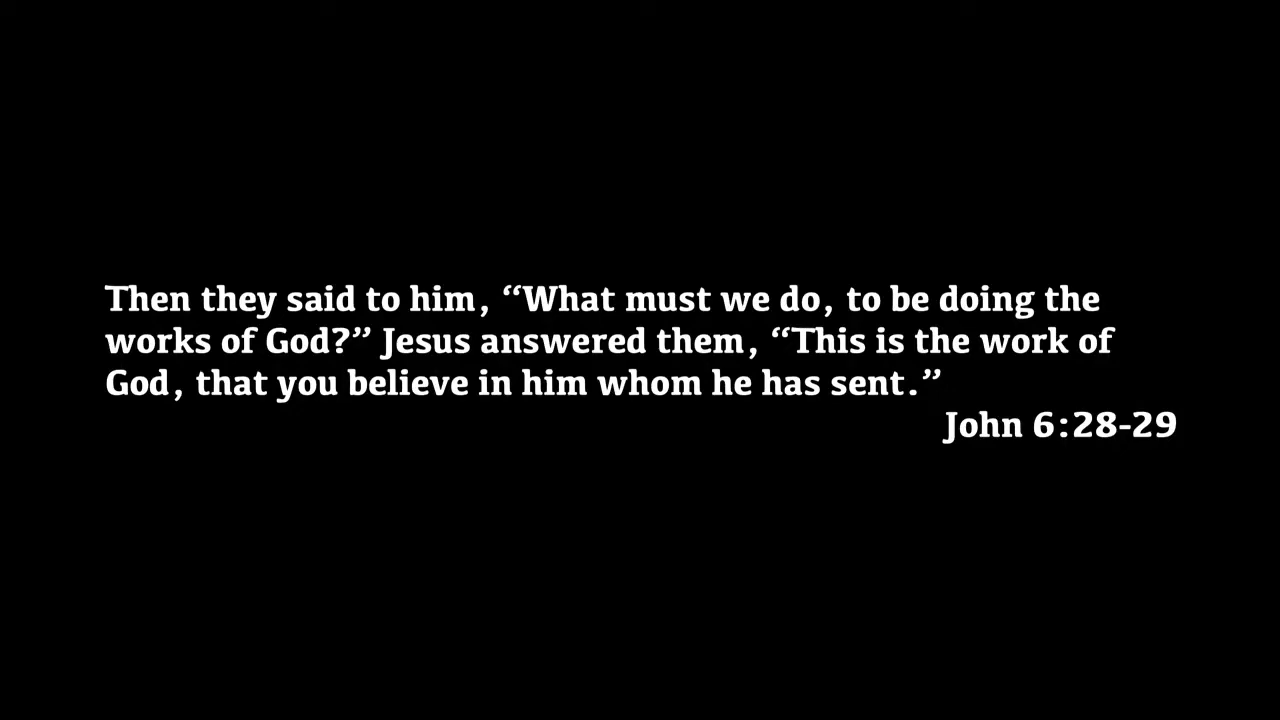 Then they said to him, “What must we do, to be doing the
works of God?” Jesus answered them, “This is the work of
God, that you believe in him whom he has sent.”
John 6:28-29